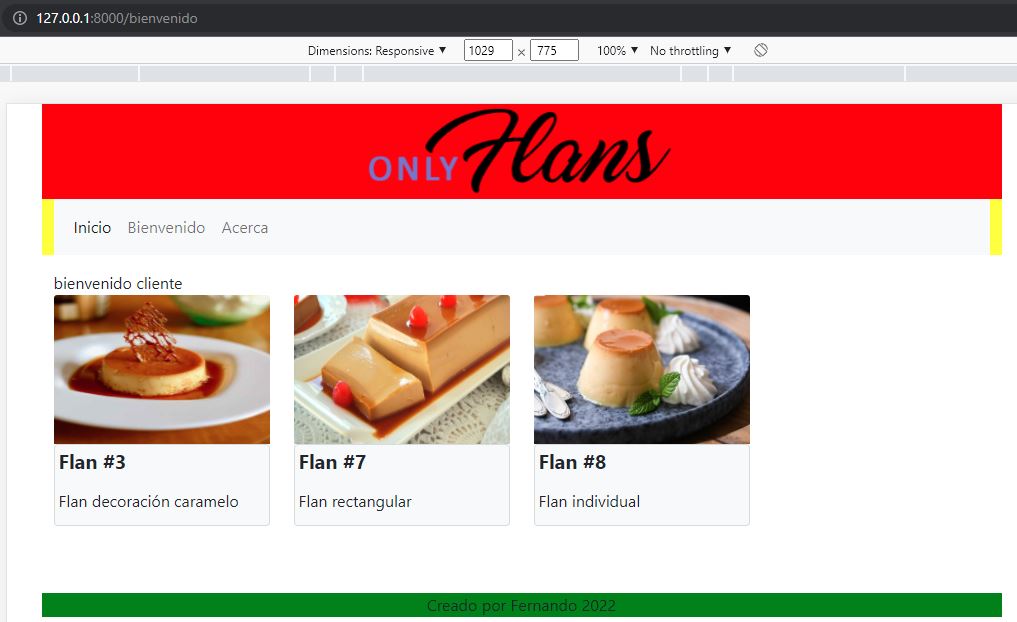 127.0.0.1:8000/bienvenido
Dimensions: Responsive ▼ 1029 × 775 100% ▼ No throttling ▼
ONLY Flans
Inicio Bienvenido Acerca
bienvenido cliente
Flan #3 Flan #7 Flan #8
Flan decoración caramelo Flan rectangular Flan individual
Creado por Fernando 2022